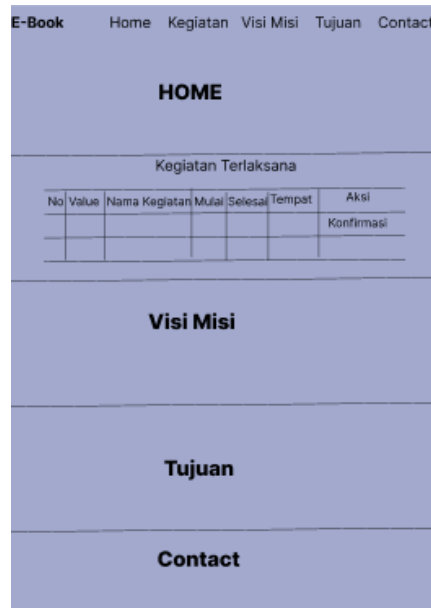 E-Book Home Kegiatan Visi Misi Tujuan Contact
HOME
Kegiatan Terlaksana
No Value Nama Kegiatan Mulai Selesai Tempat Aksi
Konfirmasi
Visi Misi
Tujuan
Contact